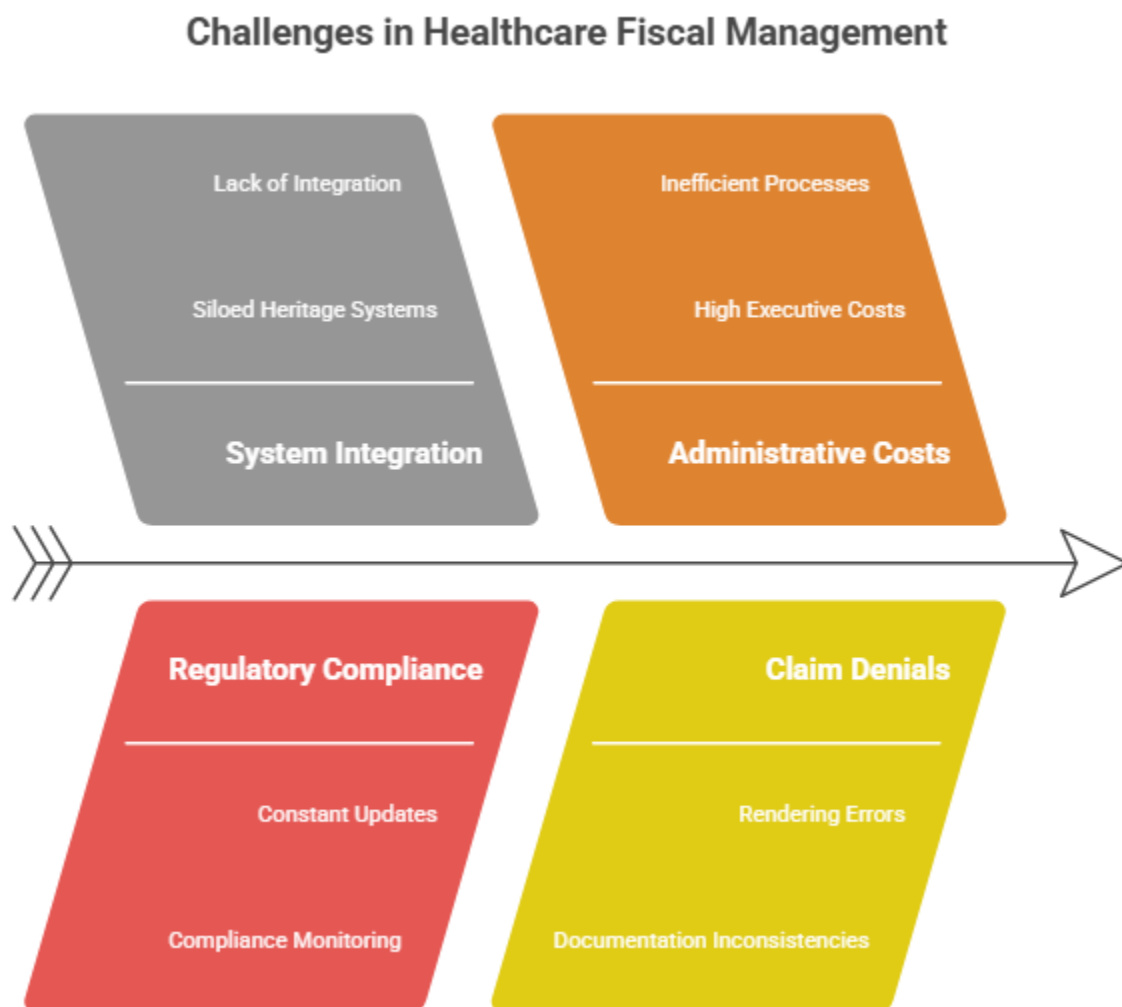 Challenges in Healthcare Fiscal Management
Lack of Integration
Siloed Heritage Systems
System Integration
Inefficient Processes
High Executive Costs
Administrative Costs
Regulatory Compliance
Constant Updates
Compliance Monitoring
Claim Denials
Rendering Errors
Documentation Inconsistencies